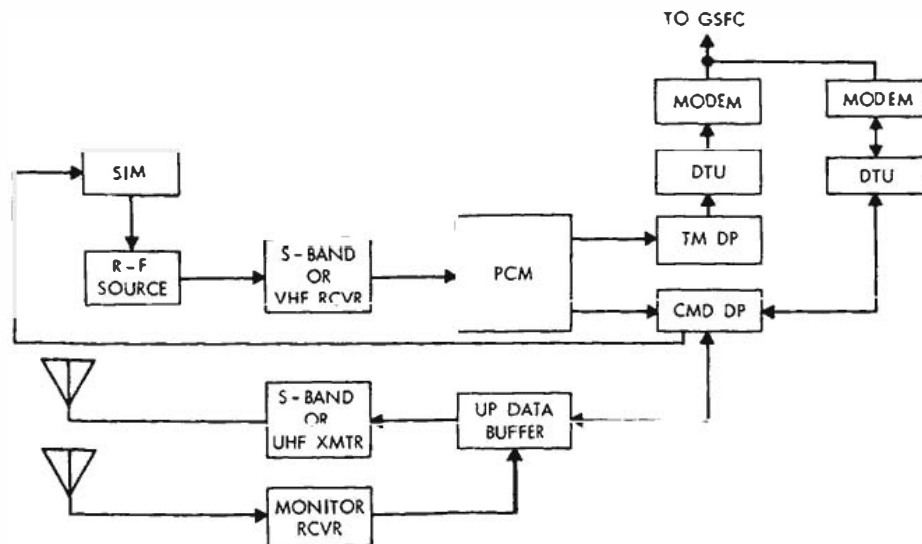 TO GSFC
MODEM
MODEM
SIM
DTU
DTU
R-F
SOURCE
S-BAND
OR
VHF RCVR
PCM
TM DP
CMD DP
S-BAND
OR
UHF XMTR
UP DATA
BUFFER
MONITOR
RCVR